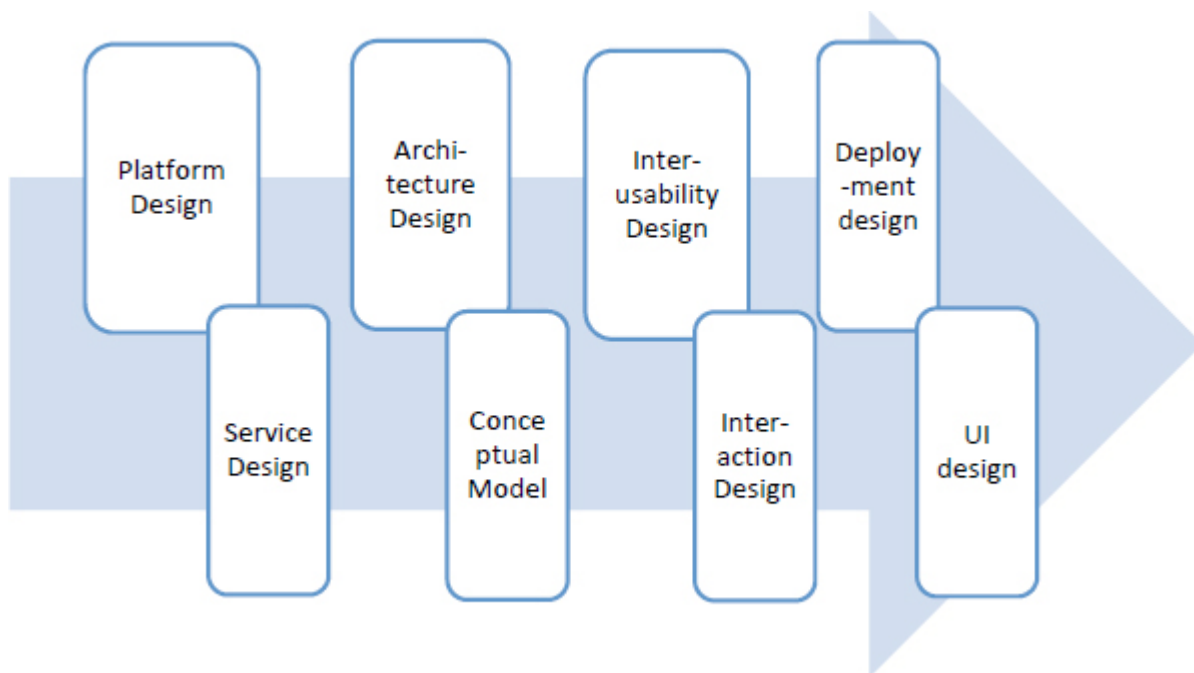 Platform
Design
Archi-
tecture
Design
Inter-
usability
Design
Deploy
-ment
design
Service
Design
Conce
ptual
Model
Inter-
action
Design
UI
design